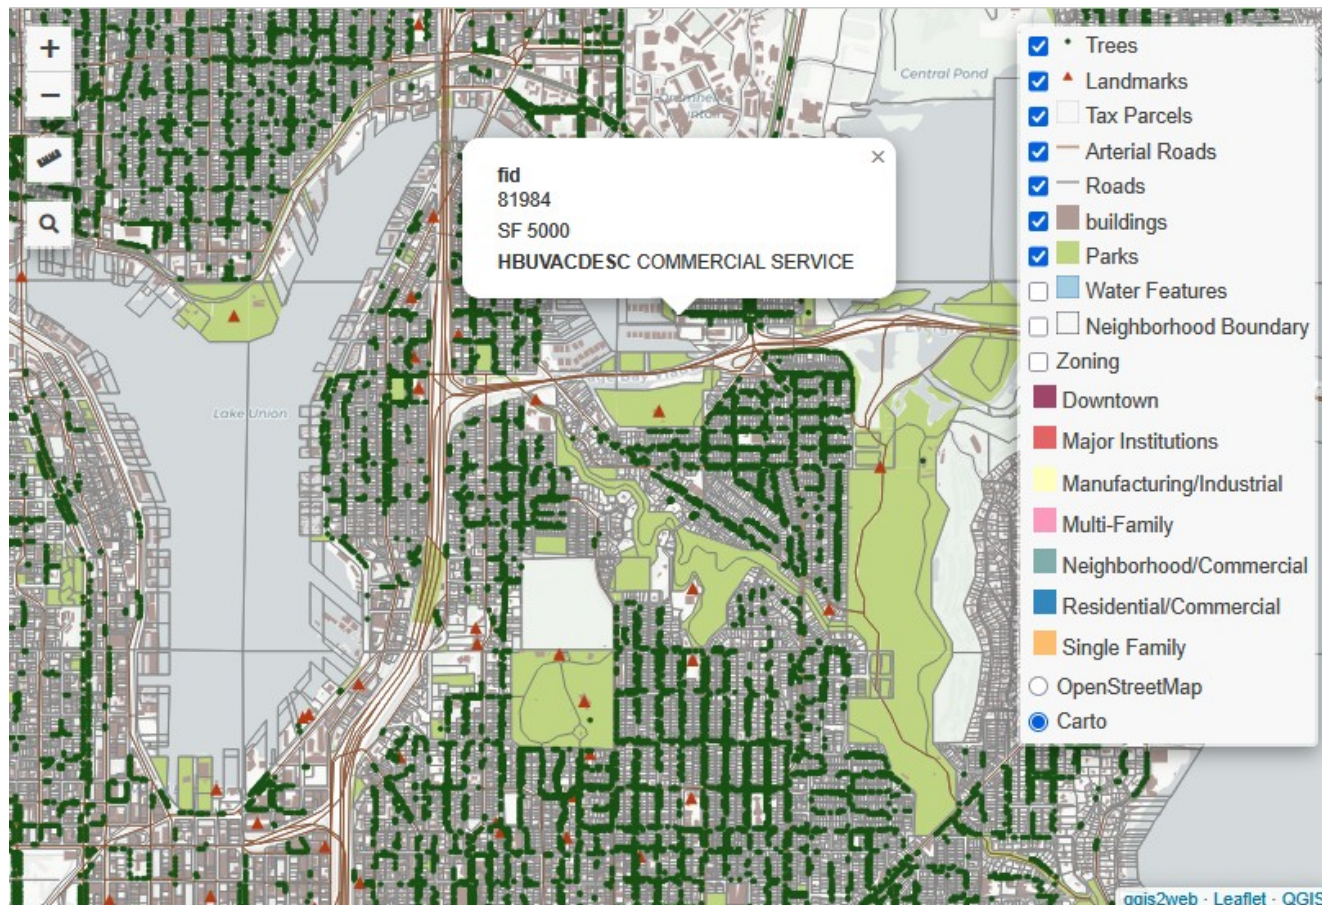 +
−
Central Pond
fid
81984
SF 5000
HBUVACDESC COMMERCIAL SERVICE
×
Lake Union
Trees
Landmarks
Tax Parcels
Arterial Roads
Roads
buildings
Parks
Water Features
Neighborhood Boundary
Zoning
Downtown
Major Institutions
Manufacturing/Industrial
Multi-Family
Neighborhood/Commercial
Residential/Commercial
Single Family
OpenStreetMap
Carto
qgis2web · Leaflet · QGIS